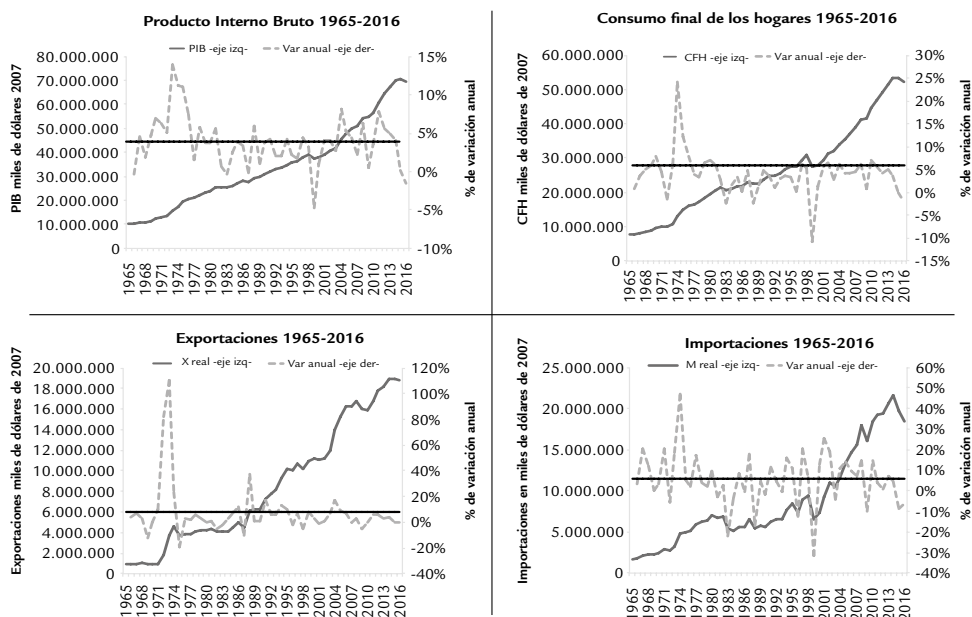 Producto Interno Bruto 1965-2016
PIB -eje izq-
Var anual -eje der-
PIB miles de dólares 2007
80.000.000
70.000.000
60.000.000
50.000.000
40.000.000
30.000.000
20.000.000
10.000.000
0
15%
10%
5%
0%
-5%
-10%
% de variación anual
1965 1968 1971 1974 1977 1980 1983 1986 1989 1992 1995 1998 2001 2004 2007 2010 2013 2016
Consumo final de los hogares 1965-2016
CFH -eje izq-
Var anual -eje der-
CFH miles de dólares de 2007
60.000.000
50.000.000
40.000.000
30.000.000
20.000.000
10.000.000
0
30%
25%
20%
15%
10%
5%
0%
-5%
-10%
-15%
% de variación anual
1965 1968 1971 1974 1977 1980 1983 1986 1989 1992 1995 1998 2001 2004 2007 2010 2013 2016
Exportaciones 1965-2016
X real -eje izq-
Var anual -eje der-
Exportaciones miles de dólares de 2007
20.000.000
18.000.000
16.000.000
14.000.000
12.000.000
10.000.000
8.000.000
6.000.000
4.000.000
2.000.000
0
120%
100%
80%
60%
40%
20%
0%
-20%
-40%
% de variación anual
1965 1968 1971 1974 1977 1980 1983 1986 1989 1992 1995 1998 2001 2004 2007 2010 2013 2016
Importaciones 1965-2016
M real -eje izq-
Var anual -eje der-
Importaciones en miles de dólares de 2007
25.000.000
20.000.000
15.000.000
10.000.000
5.000.000
0
60%
50%
40%
30%
20%
10%
0%
-10%
-20%
-30%
-40%
% de variación anual
1965 1968 1971 1974 1977 1980 1983 1986 1989 1992 1995 1998 2001 2004 2007 2010 2013 2016